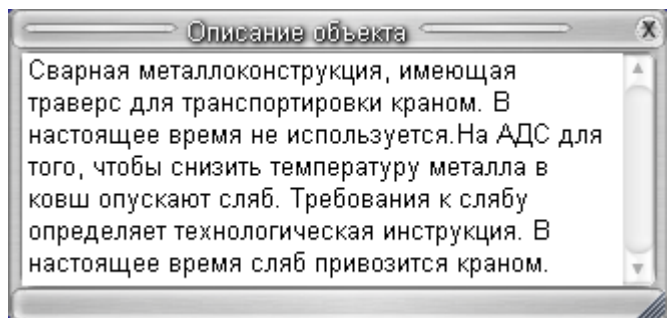 Описание объекта
X
Сварная металлоконструкция, имеющая
траверс для транспортировки краном. В
настоящее время не используется.На АДС для
того, чтобы снизить температуру металла в
ковш опускают сляб. Требования к слябу
определяет технологическая инструкция. В
настоящее время сляб привозится краном.